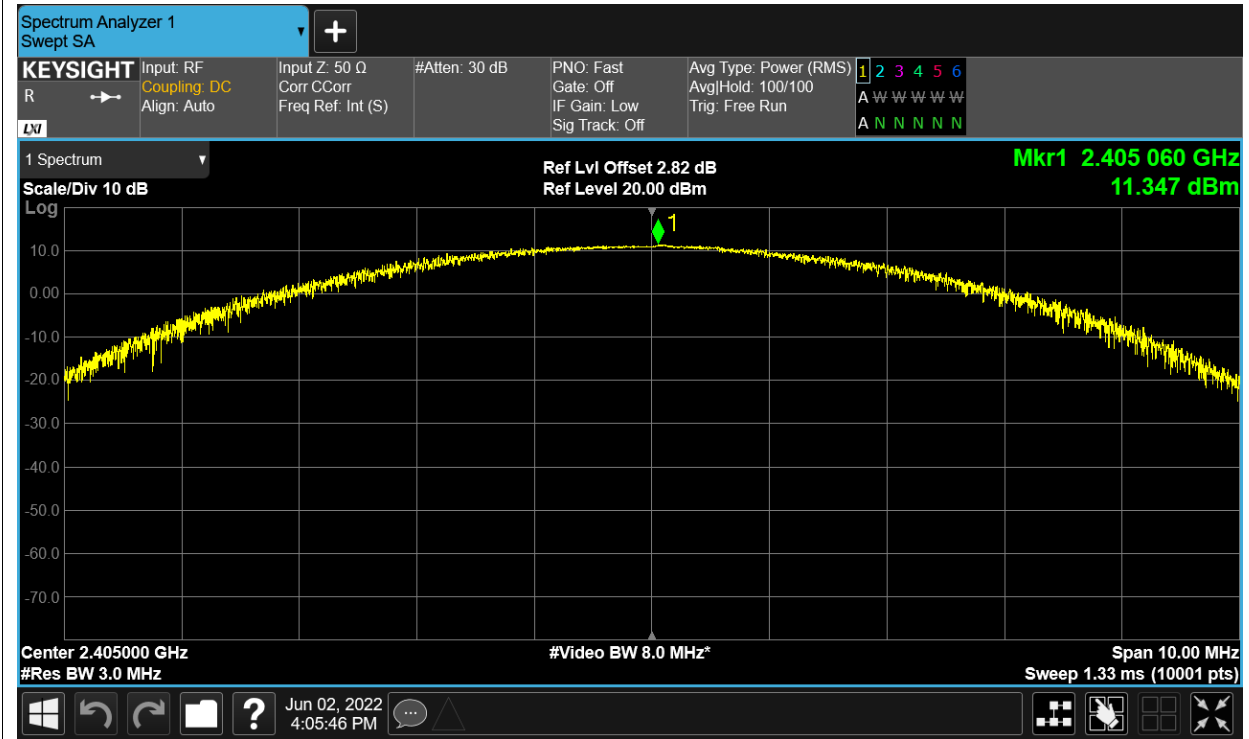 Spectrum Analyzer 1
Swept SA
KEYSIGHT
R
LXI
Input: RF
Coupling: DC
Align: Auto
Input Z: 50 Ω
Corr CCorr
Freq Ref: Int (S)
#Atten: 30 dB
PNO: Fast
Gate: Off
IF Gain: Low
Sig Track: Off
Avg Type: Power (RMS)
Avg|Hold: 100/100
Trig: Free Run
1 2 3 4 5 6
A W W W W W
A N N N N N
1 Spectrum
Scale/Div 10 dB
Ref Lvl Offset 2.82 dB
Ref Level 20.00 dBm
Mkr1 2.405 060 GHz
11.347 dBm
Log
1
10.0
0.00
-10.0
-20.0
-30.0
-40.0
-50.0
-60.0
-70.0
Center 2.405000 GHz
#Video BW 8.0 MHz*
Span 10.00 MHz
#Res BW 3.0 MHz
Sweep 1.33 ms (10001 pts)
?
Jun 02, 2022
4:05:46 PM